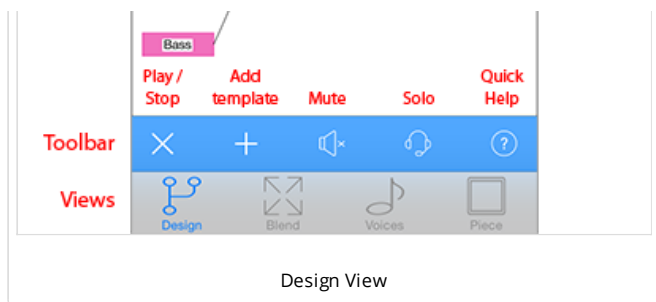 Bass
Play / Add Quick
Stop template Mute Solo Help
Toolbar
?
Views
Design Blend Voices Piece
Design View